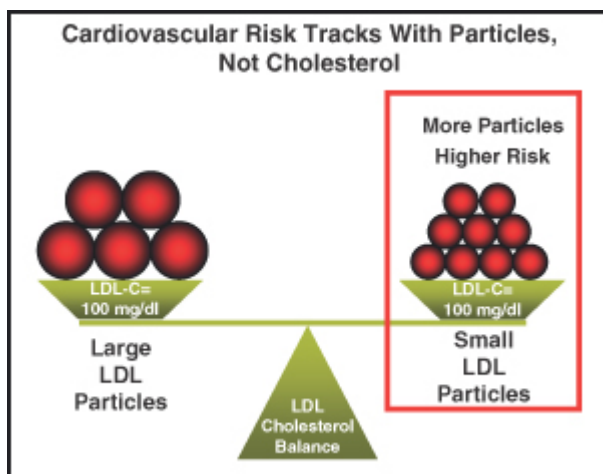 Cardiovascular Risk Tracks With Particles,
Not Cholesterol
More Particles
Higher Risk
LDL-C=
100 mg/dl
LDL-C=
100 mg/dl
Large
LDL
Particles
Small
LDL
Particles
LDL
Cholesterol
Balance